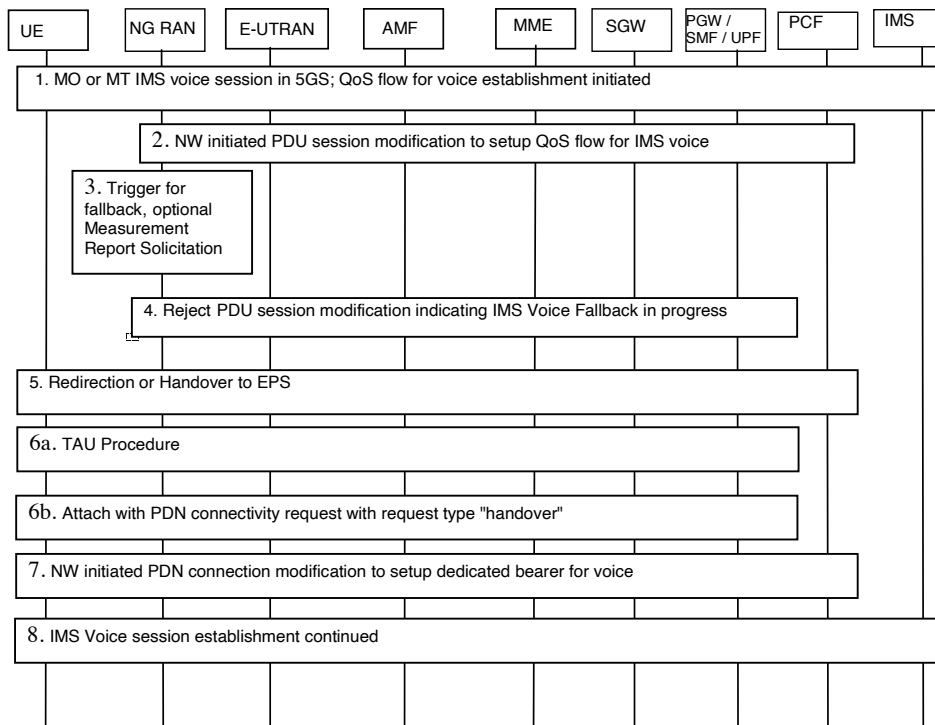 UE
NG RAN
E-UTRAN
AMF
MME
SGW
PGW /
SMF / UPF
PCF
IMS
1. MO or MT IMS voice session in 5GS; QoS flow for voice establishment initiated
2. NW initiated PDU session modification to setup QoS flow for IMS voice
3. Trigger for
fallback, optional
Measurement
Report Solicitation
4. Reject PDU session modification indicating IMS Voice Fallback in progress
5. Redirection or Handover to EPS
6a. TAU Procedure
6b. Attach with PDN connectivity request with request type "handover"
7. NW initiated PDN connection modification to setup dedicated bearer for voice
8. IMS Voice session establishment continued